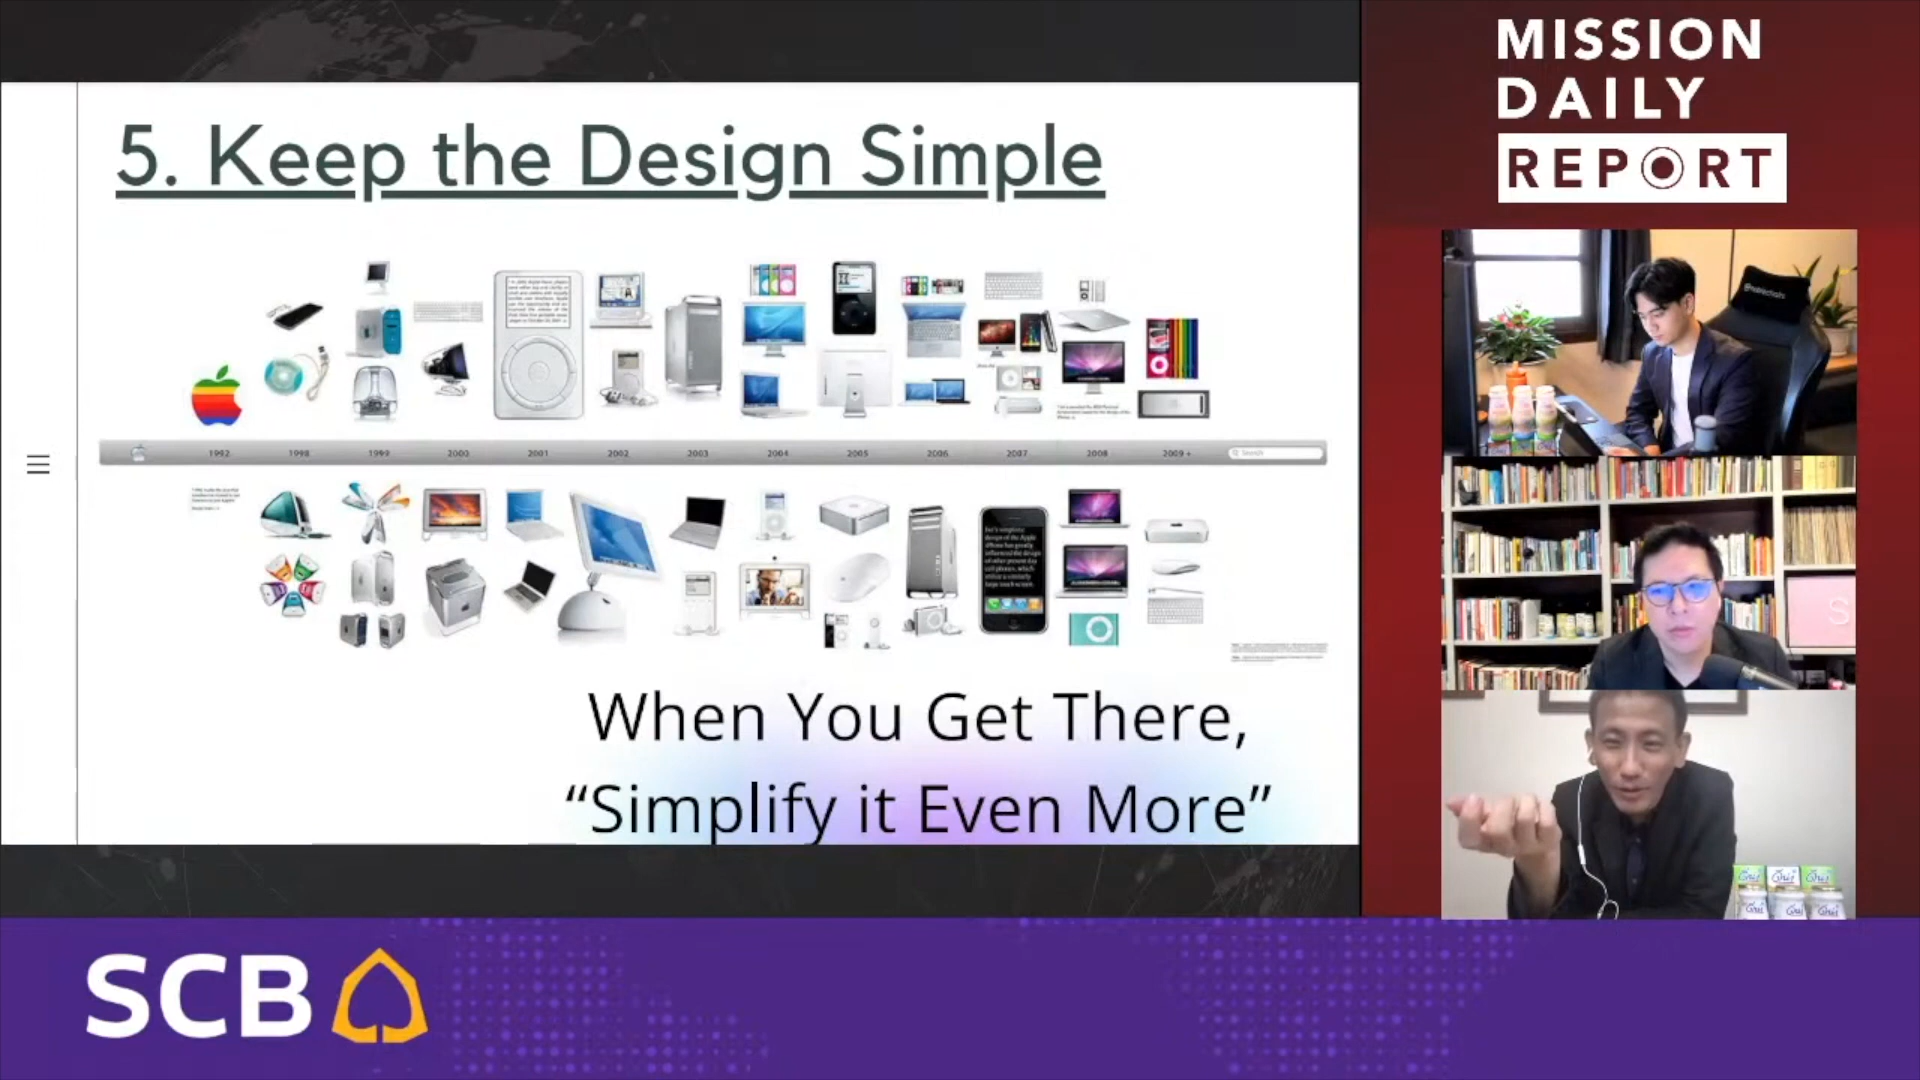 5. Keep the Design Simple
1992 1998 1999 2000 2001 2002 2003 2004 2005 2006 2007 2008 2009 +
Search
When You Get There,
“Simplify it Even More”
MISSION
DAILY
REPORT
S
SCB